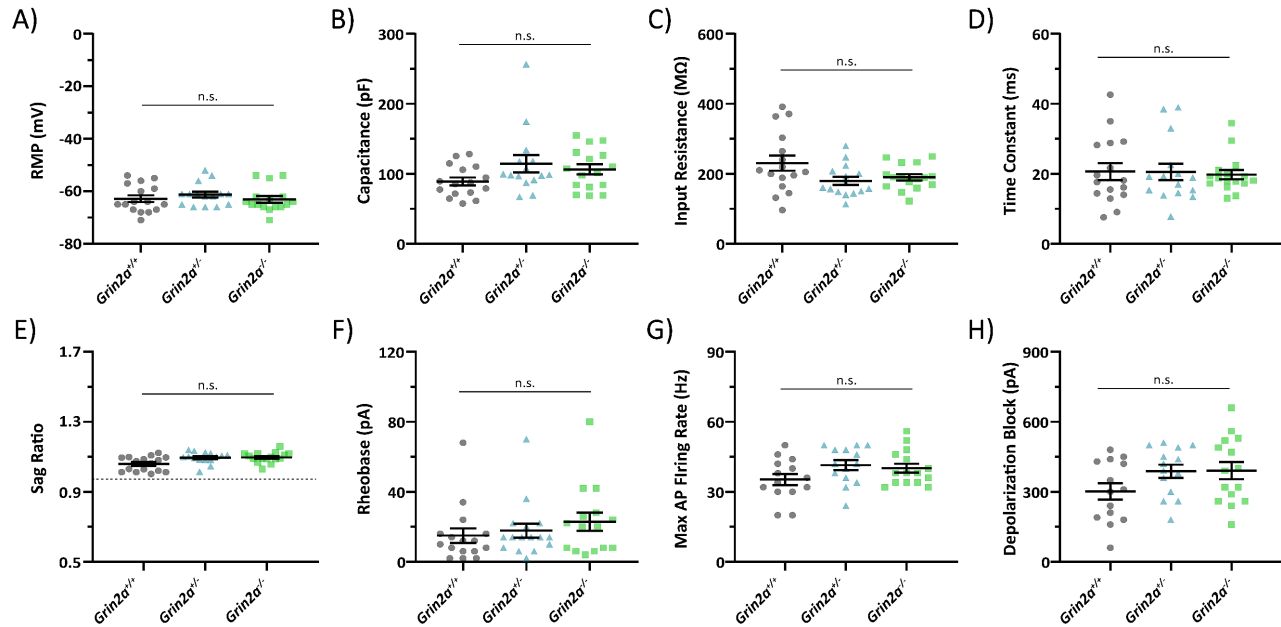 A)
RMP (mV)
0
-20
-40
-60
-80
n.s.
Grin2a+/+
Grin2a+/-
Grin2a-/-
B)
Capacitance (pF)
300
200
100
0
n.s.
Grin2a+/+
Grin2a+/-
Grin2a-/-
C)
Input Resistance (MΩ)
600
400
200
0
n.s.
Grin2a+/+
Grin2a+/-
Grin2a-/-
D)
Time Constant (ms)
60
40
20
0
n.s.
Grin2a+/+
Grin2a+/-
Grin2a-/-
E)
Sag Ratio
1.7
1.3
0.9
0.5
n.s.
Grin2a+/+
Grin2a+/-
Grin2a-/-
F)
Rheobase (pA)
120
80
40
0
n.s.
Grin2a+/+
Grin2a+/-
Grin2a-/-
G)
Max AP Firing Rate (Hz)
90
60
30
0
n.s.
Grin2a+/+
Grin2a+/-
Grin2a-/-
H)
Depolarization Block (pA)
900
600
300
0
n.s.
Grin2a+/+
Grin2a+/-
Grin2a-/-